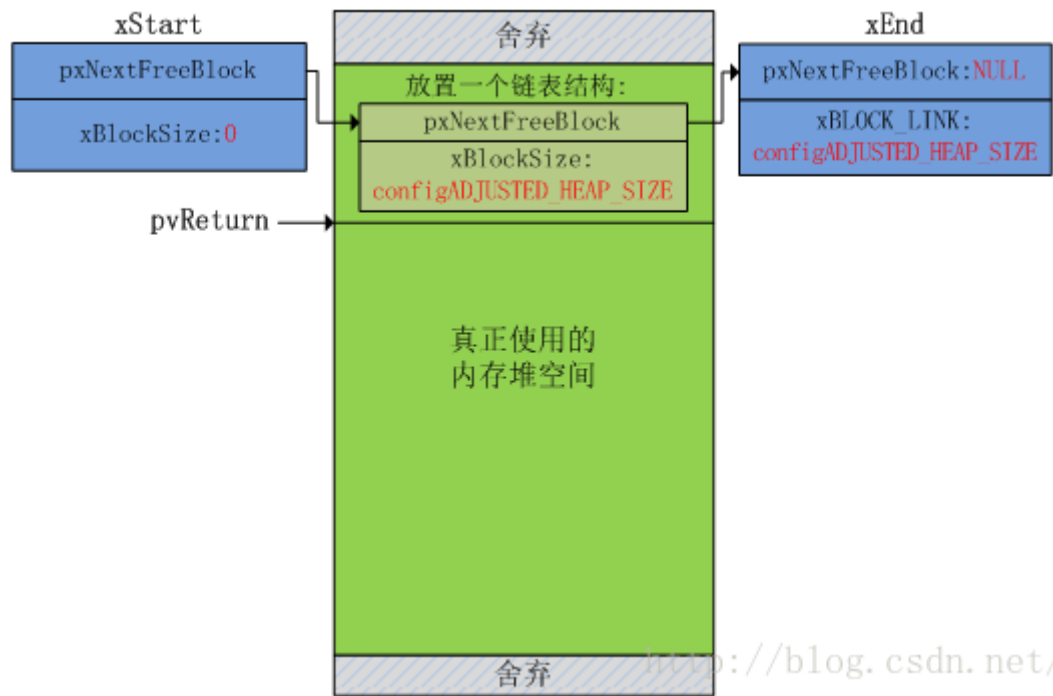 xStart
pxNextFreeBlock
xBlockSize:0
舍弃
放置一个链表结构:
pxNextFreeBlock
xBlockSize:
configADJUSTED_HEAP_SIZE
xEnd
pxNextFreeBlock:NULL
xBLOCK_LINK:
configADJUSTED_HEAP_SIZE
pvReturn
真正使用的
内存堆空间
舍弃
http://blog.csdn.net/